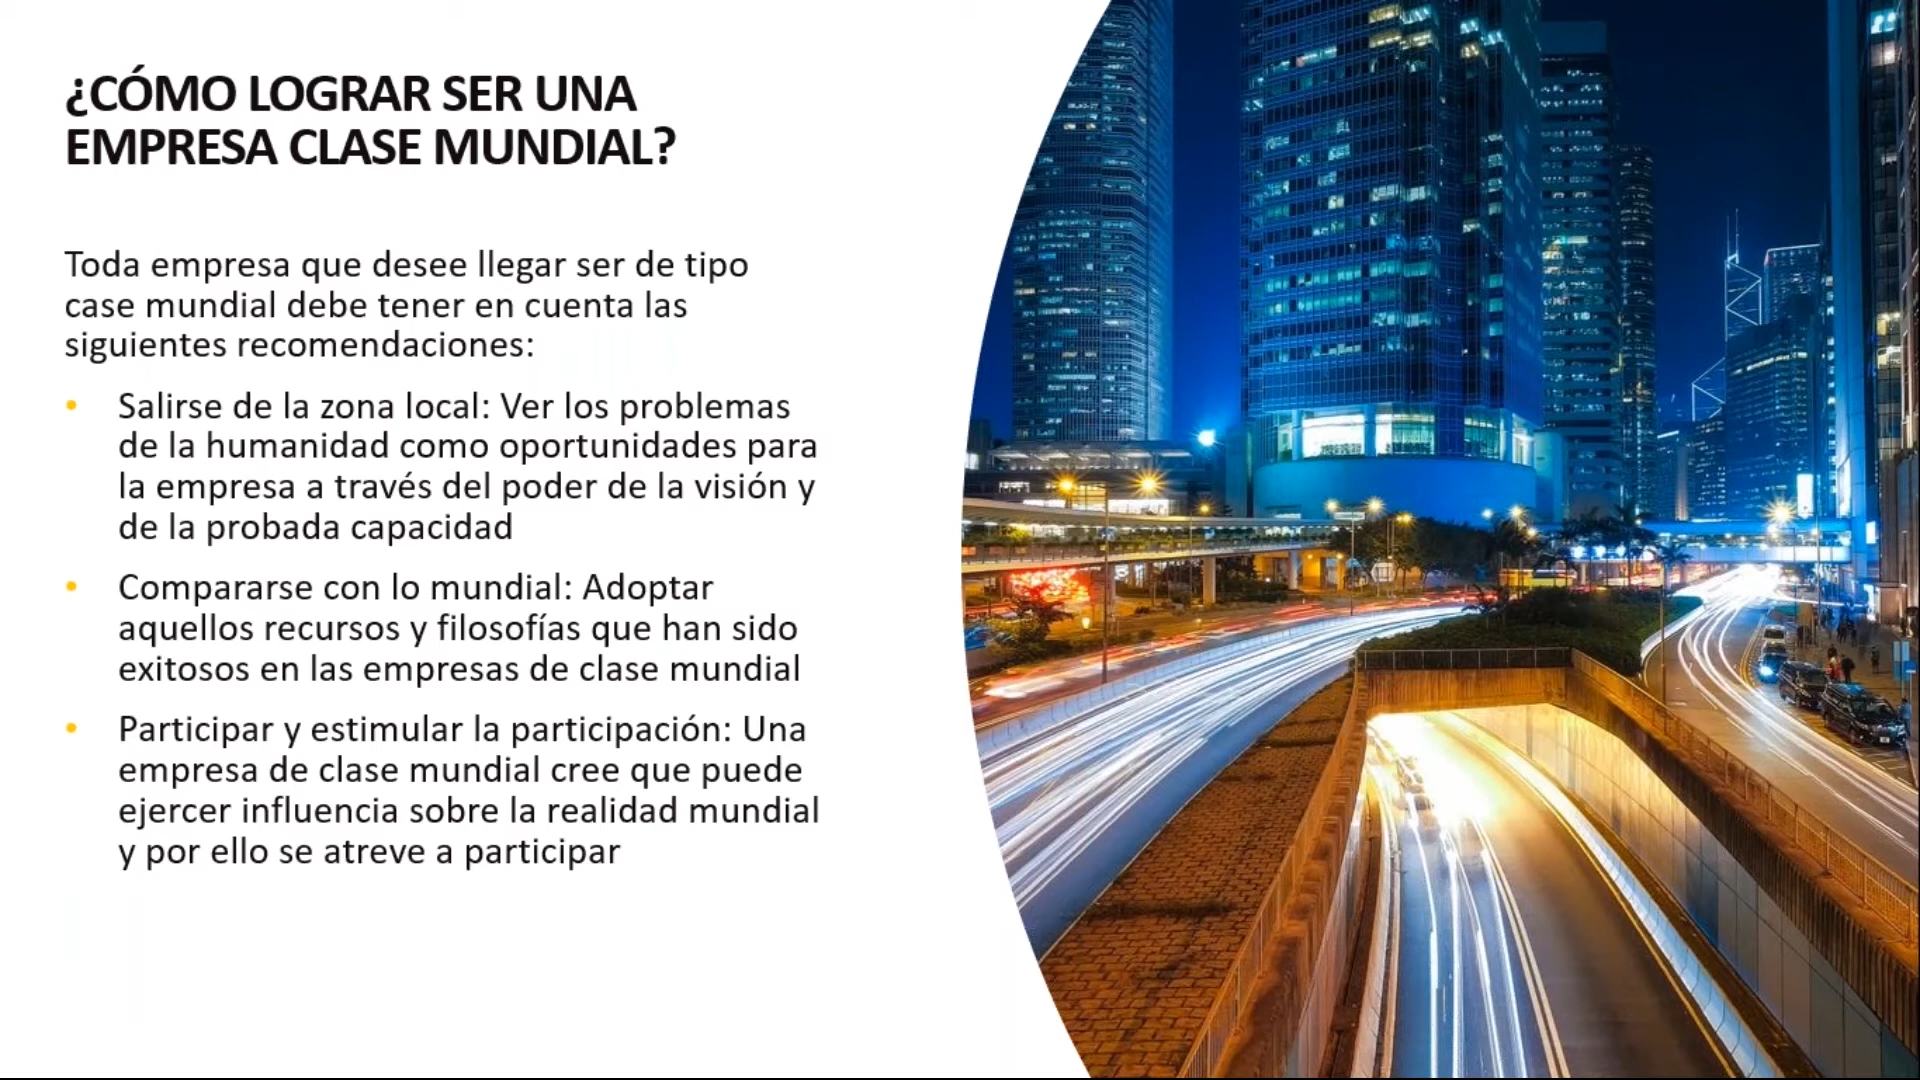 ¿CÓMO LOGRAR SER UNA
EMPRESA CLASE MUNDIAL?
Toda empresa que desee llegar ser de tipo
case mundial debe tener en cuenta las
siguientes recomendaciones:
• Salirse de la zona local: Ver los problemas
de la humanidad como oportunidades para
la empresa a través del poder de la visión y
de la probada capacidad
• Compararse con lo mundial: Adoptar
aquellos recursos y filosofías que han sido
exitosos en las empresas de clase mundial
• Participar y estimular la participación: Una
empresa de clase mundial cree que puede
ejercer influencia sobre la realidad mundial
y por ello se atreve a participar